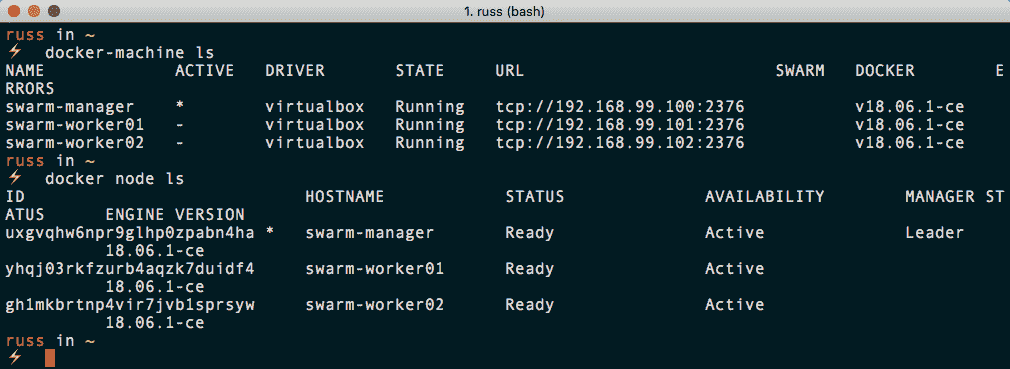 1. russ (bash)
russ in ~
⚡ docker-machine ls
NAME ACTIVE DRIVER STATE URL SWARM DOCKER E
RRORS
swarm-manager * virtualbox Running tcp://192.168.99.100:2376 v18.06.1-ce
swarm-worker01 - virtualbox Running tcp://192.168.99.101:2376 v18.06.1-ce
swarm-worker02 - virtualbox Running tcp://192.168.99.102:2376 v18.06.1-ce
russ in ~
⚡ docker node ls
ID HOSTNAME STATUS AVAILABILITY MANAGER ST
ATUS ENGINE VERSION
uxgvqhw6npr9glhp0zpabn4ha * swarm-manager Ready Active Leader
18.06.1-ce
yhqj03rkfzurb4aqzk7duidf4 swarm-worker01 Ready Active
18.06.1-ce
gh1mkbrtnp4vir7jvb1sprsyw swarm-worker02 Ready Active
18.06.1-ce
russ in ~
⚡